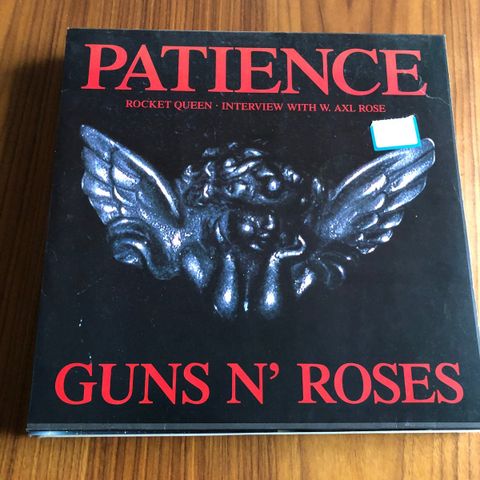 PATIENCE
ROCKET QUEEN · INTERVIEW WITH W. AXL ROSE
GUNS N' ROSES